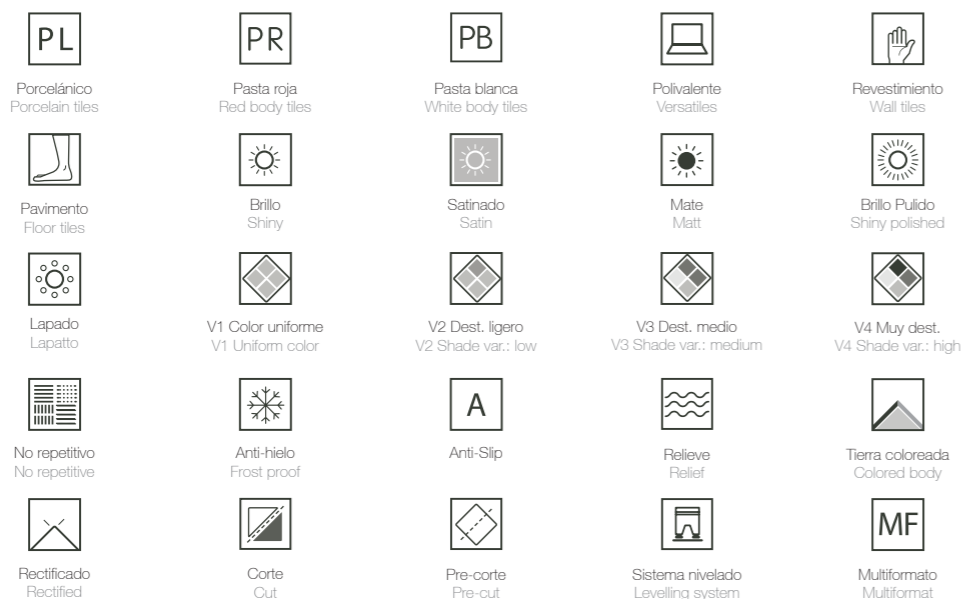 PL
PR
PB
Porcelánico
Porcelain tiles
Pasta roja
Red body tiles
Pasta blanca
White body tiles
Polivalente
Versatiles
Revestimiento
Wall tiles
Pavimento
Floor tiles
Brillo
Shiny
Satinado
Satin
Mate
Matt
Brillo Pulido
Shiny polished
Lapado
Lapatto
V1 Color uniforme
V1 Uniform color
V2 Dest. ligero
V2 Shade var.: low
V3 Dest. medio
V3 Shade var.: medium
V4 Muy dest.
V4 Shade var.: high
No repetitivo
No repetitive
Anti-hielo
Frost proof
A
Anti-Slip
Relieve
Relief
Tierra coloreada
Colored body
Rectificado
Rectified
Corte
Cut
Pre-corte
Pre-cut
Sistema nivelado
Levelling system
MF
Multiformato
Multiformat